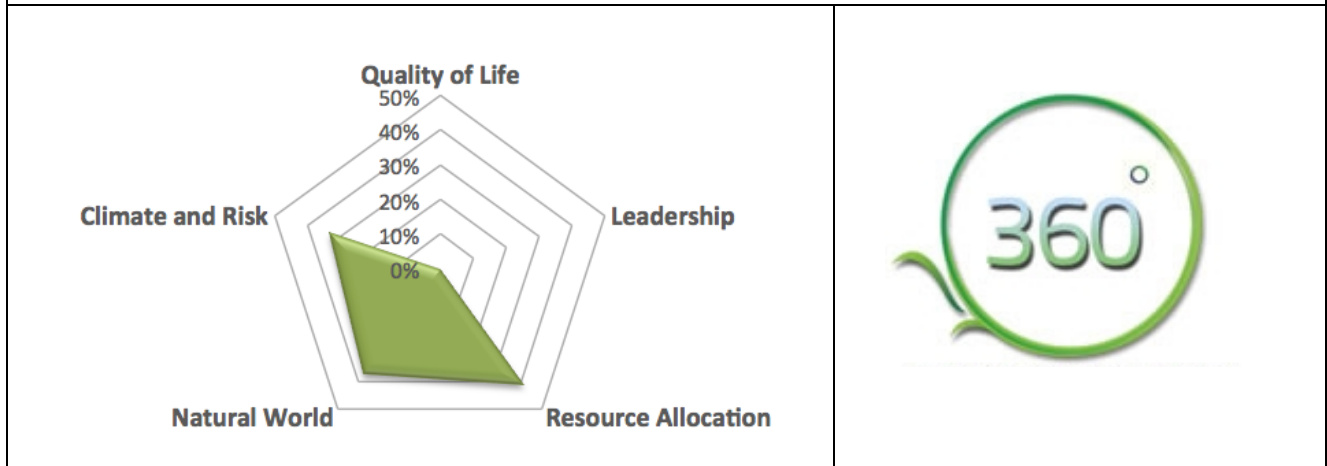 Quality of Life
50%
40%
30%
20%
10%
0%
Climate and Risk
Leadership
Natural World
Resource Allocation
360°